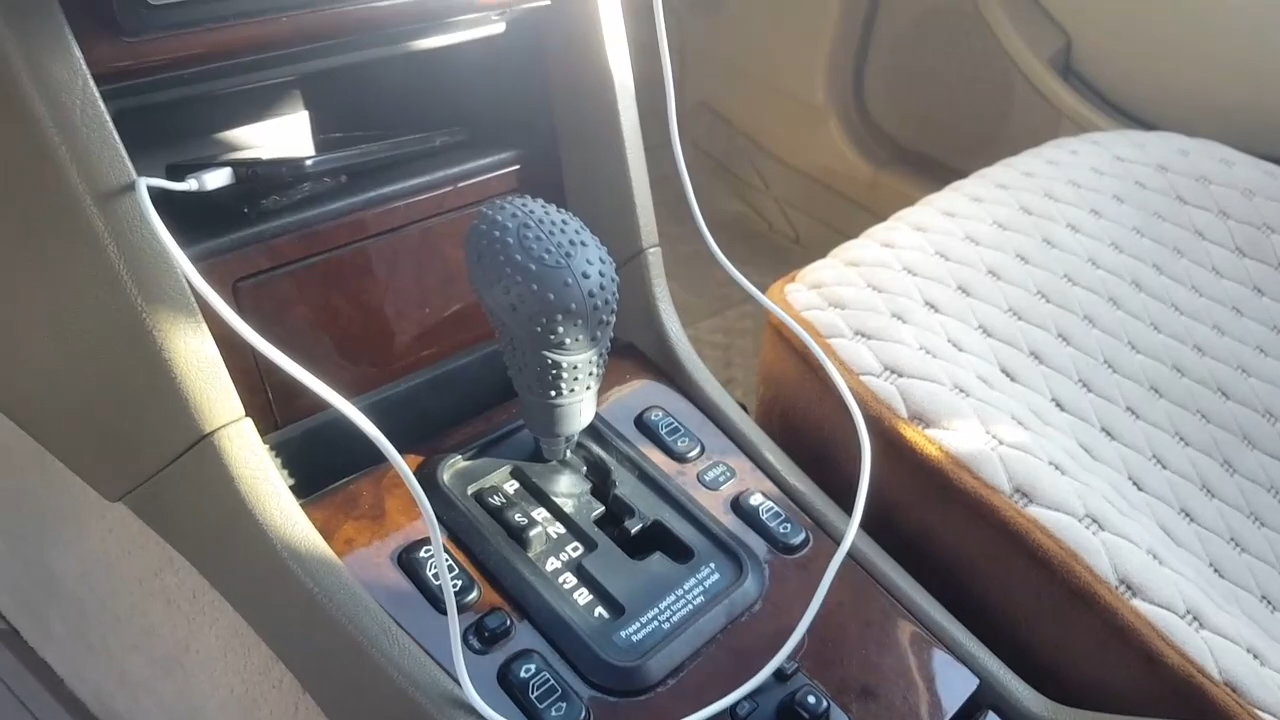 P
W
R
S
N
4 D
3
2
1
AIRBAG
OFF
Press brake pedal to shift from P
Remove foot from brake pedal
to remove key